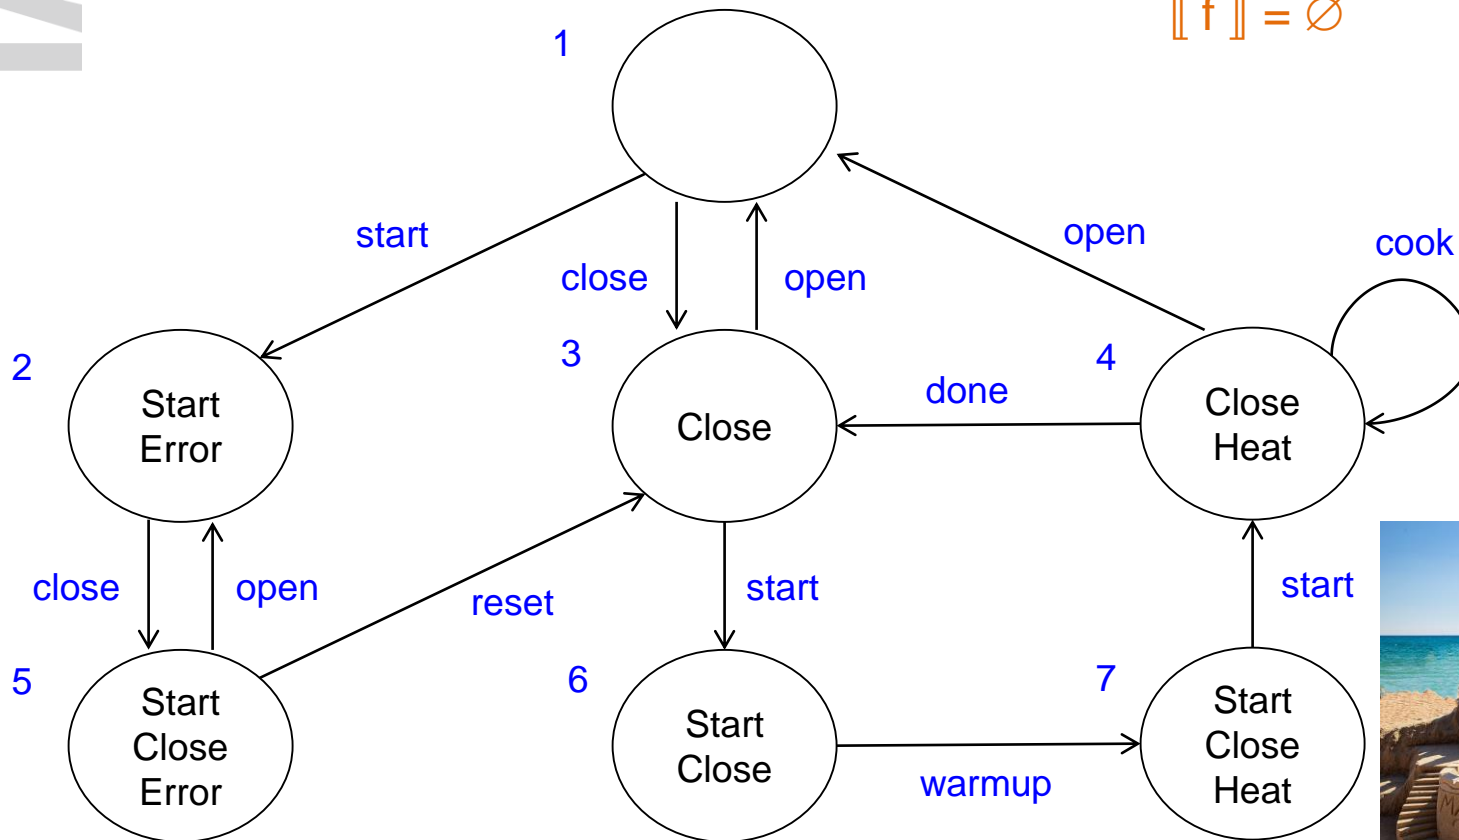 ⟦ f ⟧ = ∅
1
start
close
open
open
cook
2
Start
Error
3
Close
done
4
Close
Heat
close
open
reset
start
start
5
Start
Close
Error
6
Start
Close
warmup
7
Start
Close
Heat